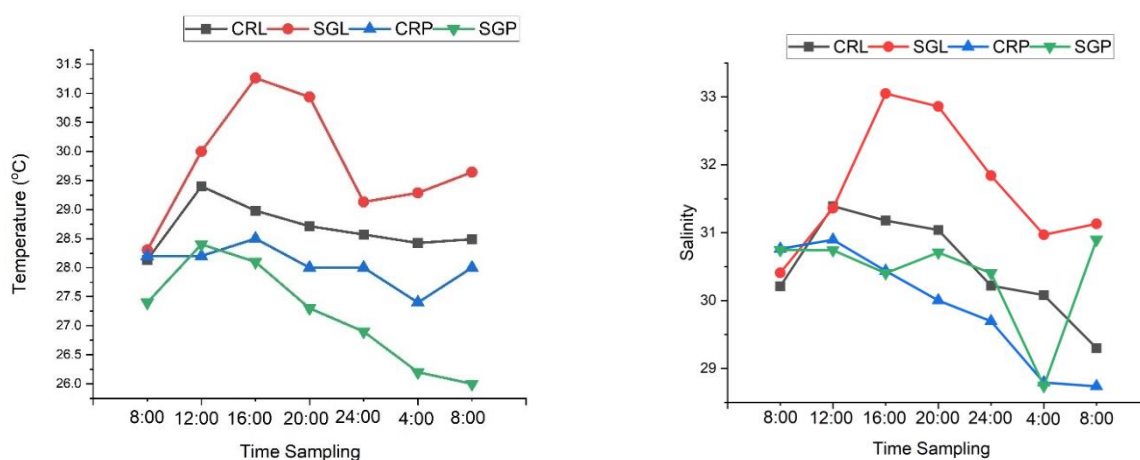 CRL SGL CRP SGP
Temperature (°C)
31.5
31.0
30.5
30.0
29.5
29.0
28.5
28.0
27.5
27.0
26.5
26.0
8:00 12:00 16:00 20:00 24:00 4:00 8:00
Time Sampling
CRL SGL CRP SGP
Salinity
33
32
31
30
29
8:00 12:00 16:00 20:00 24:00 4:00 8:00
Time Sampling